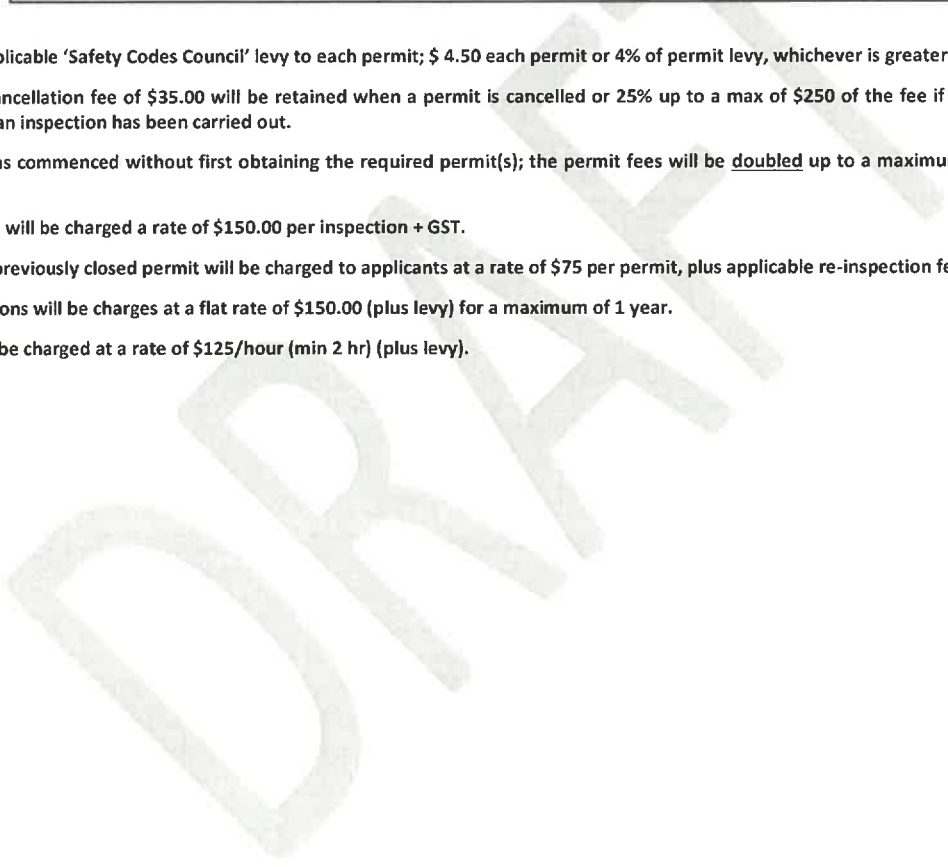 plicable ‘Safety Codes Council’ levy to each permit; $ 4.50 each permit or 4% of permit levy, whichever is greater
ancellation fee of $35.00 will be retained when a permit is cancelled or 25% up to a max of $250 of the fee if
an inspection has been carried out.
as commenced without first obtaining the required permit(s); the permit fees will be doubled up to a maximu
will be charged a rate of $150.00 per inspection + GST.
previously closed permit will be charged to applicants at a rate of $75 per permit, plus applicable re-inspection fe
ons will be charges at a flat rate of $150.00 (plus levy) for a maximum of 1 year.
be charged at a rate of $125/hour (min 2 hr) (plus levy).
DRAFT